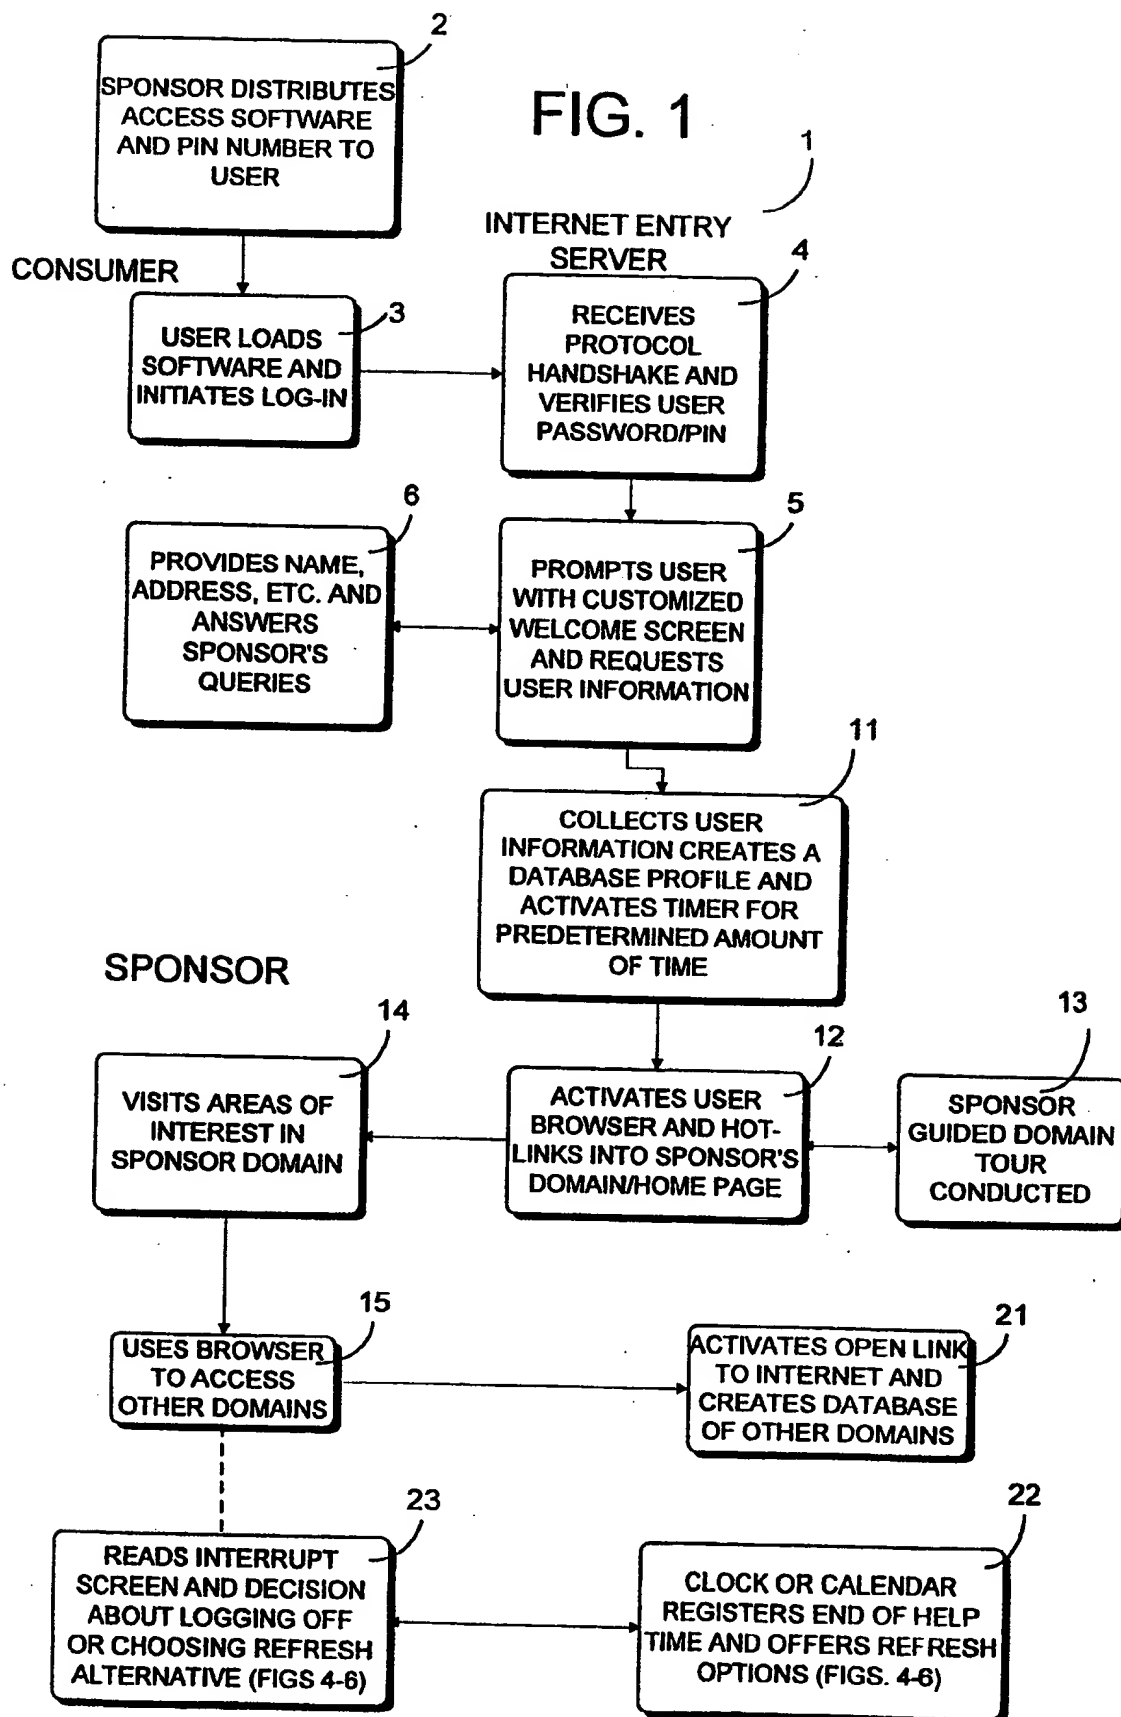 2
SPONSOR DISTRIBUTES
ACCESS SOFTWARE
AND PIN NUMBER TO
USER
FIG. 1
1
INTERNET ENTRY
SERVER
CONSUMER
3
USER LOADS
SOFTWARE AND
INITIATES LOG-IN
4
RECEIVES
PROTOCOL
HANDSHAKE AND
VERIFIES USER
PASSWORD/PIN
6
PROVIDES NAME,
ADDRESS, ETC. AND
ANSWERS
SPONSOR'S
QUERIES
5
PROMPTS USER
WITH CUSTOMIZED
WELCOME SCREEN
AND REQUESTS
USER INFORMATION
11
COLLECTS USER
INFORMATION CREATES A
DATABASE PROFILE AND
ACTIVATES TIMER FOR
PREDETERMINED AMOUNT
OF TIME
SPONSOR
14
VISITS AREAS OF
INTEREST IN
SPONSOR DOMAIN
12
ACTIVATES USER
BROWSER AND HOT-
LINKS INTO SPONSOR'S
DOMAIN/HOME PAGE
13
SPONSOR
GUIDED DOMAIN
TOUR
CONDUCTED
15
USES BROWSER
TO ACCESS
OTHER DOMAINS
21
ACTIVATES OPEN LINK
TO INTERNET AND
CREATES DATABASE
OF OTHER DOMAINS
23
READS INTERRUPT
SCREEN AND DECISION
ABOUT LOGGING OFF
OR CHOOSING REFRESH
ALTERNATIVE (FIGS 4-6)
22
CLOCK OR CALENDAR
REGISTERS END OF HELP
TIME AND OFFERS REFRESH
OPTIONS (FIGS. 4-6)